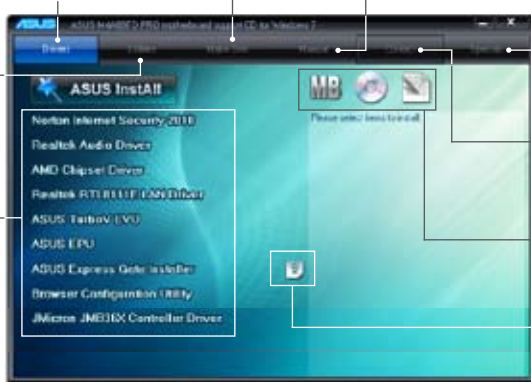 ASUS motherboard support CD for Windows 7
Drivers Utilities Manual Contact Special
ASUS InstAll
Please select items to install
Norton Internet Security 2010
Realtek Audio Driver
AMD Chipset Driver
Realtek RTL8111E LAN Driver
ASUS TurboV EVO
ASUS EPU
ASUS Express Gate Installer
Browser Configuration Utility
JMicron JMB36X Controller Driver
MB